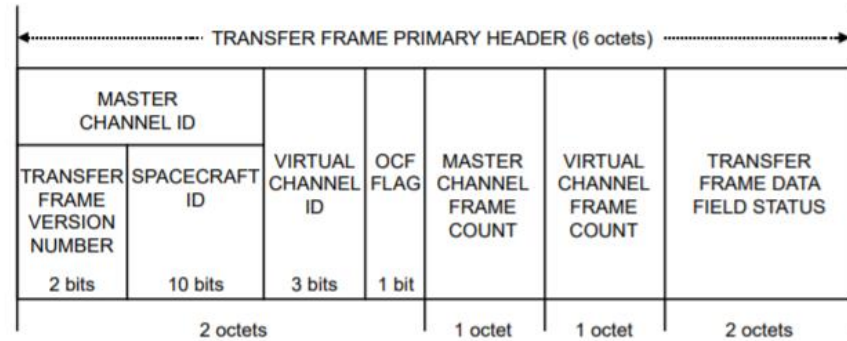 TRANSFER FRAME PRIMARY HEADER (6 octets)
MASTER
CHANNEL ID
TRANSFER
FRAME
VERSION
NUMBER
2 bits
SPACECRAFT
ID
10 bits
VIRTUAL
CHANNEL
ID
3 bits
OCF
FLAG
1 bit
MASTER
CHANNEL
FRAME
COUNT
VIRTUAL
CHANNEL
FRAME
COUNT
TRANSFER
FRAME DATA
FIELD STATUS
2 octets
1 octet
1 octet
2 octets